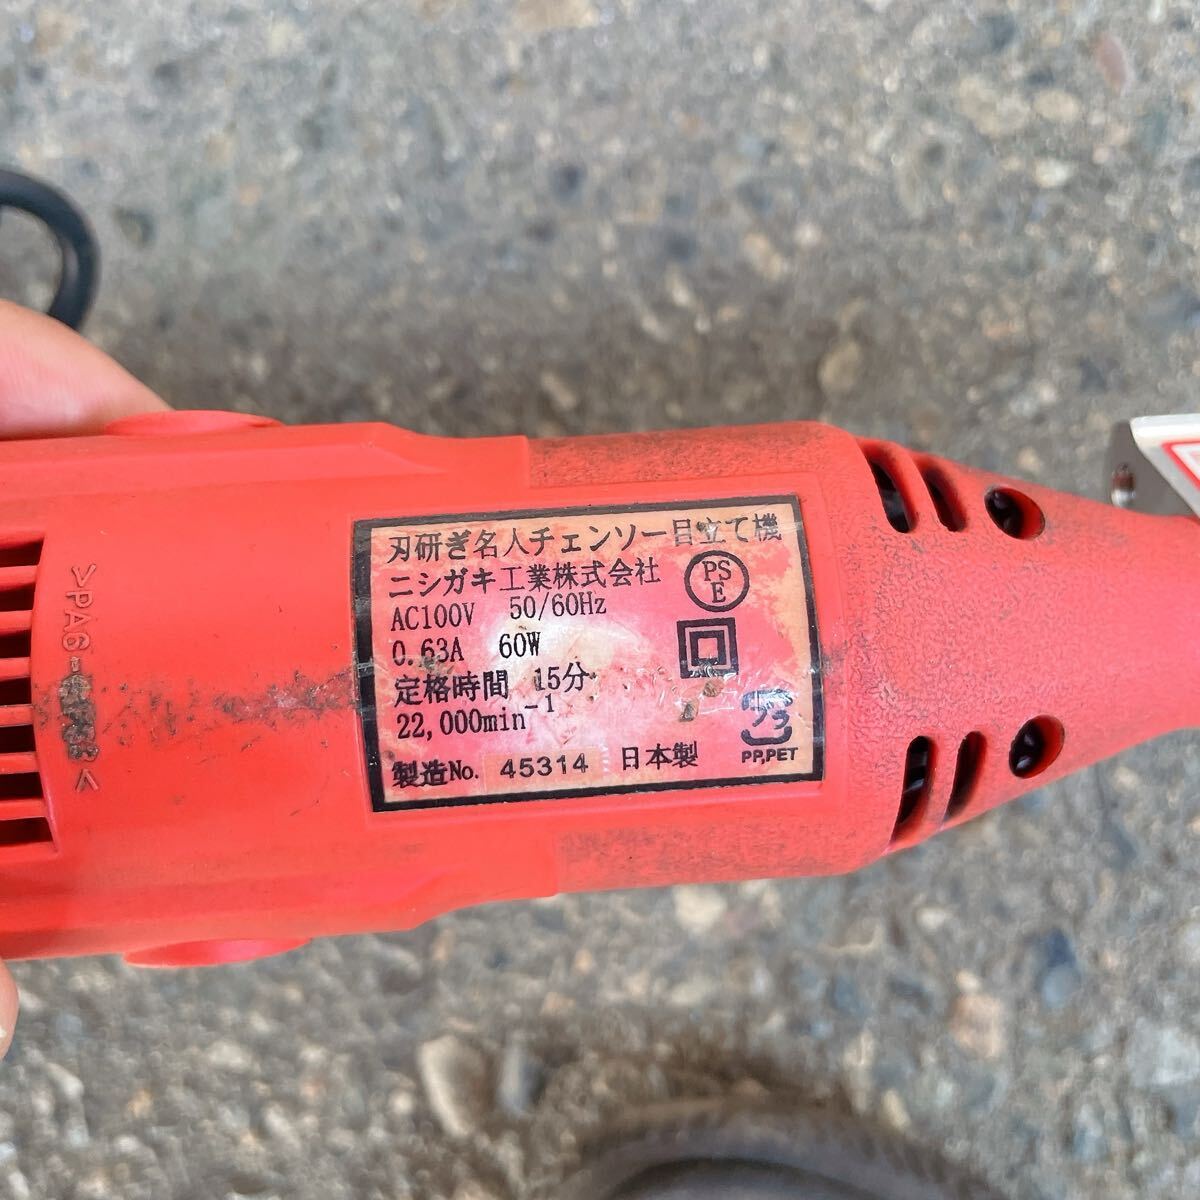 刃研ぎ名人チェンソー目立て機
ニシガキ工業株式会社
PS
E
AC100V 50/60Hz
0.63A 60W
定格時間 15分
22,000min⁻¹
製造No. 45314 日本製
プラ
PP,PET
>PA6-